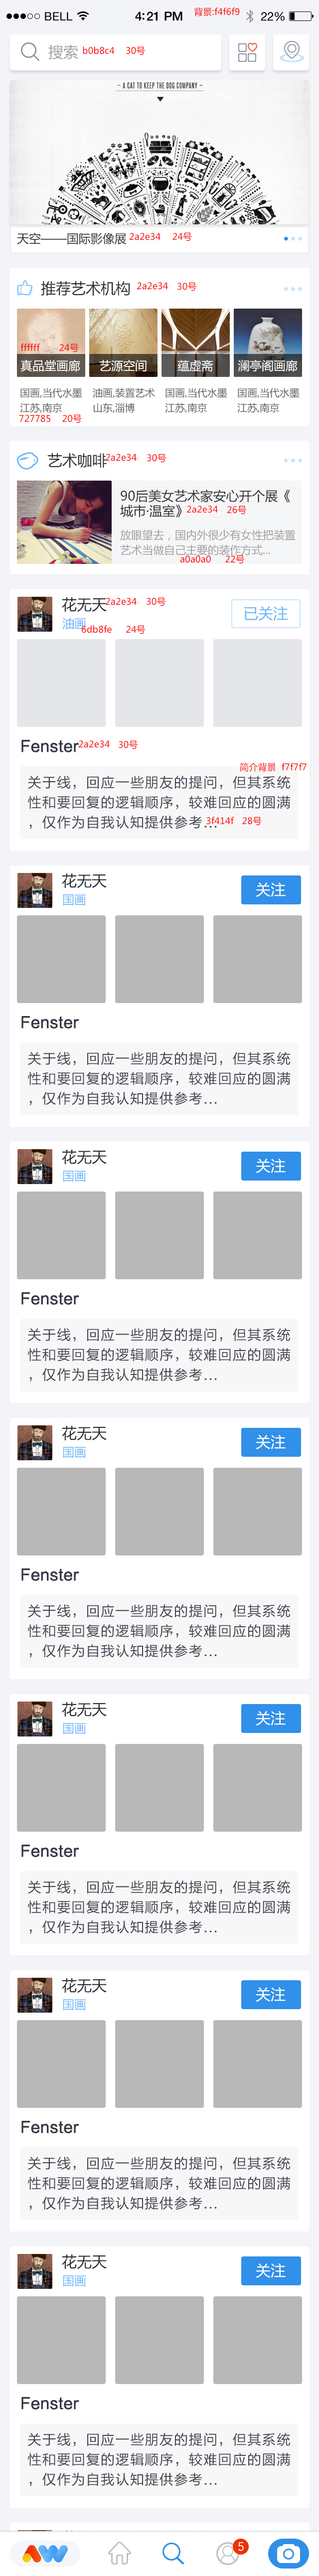 BELL 4:21 PM 背景:f4f6f9 22%
搜索 b0b8c4 30号
— A CAT TO KEEP THE DOG COMPANY —
天空——国际影像展 2a2e34 24号
推荐艺术机构 2a2e34 30号
ffffff 24号
真品堂画廊 艺源空间 蕴虚斋 澜亭阁画廊
国画,当代水墨 油画,装置艺术 国画,当代水墨 国画,当代水墨
江苏,南京 山东,淄博 江苏,南京 江苏,南京
727785 20号
艺术咖啡 2a2e34 30号
90后美女艺术家安心开个展《
城市·温室》 2a2e34 26号
放眼望去，国内外很少有女性把装置
艺术当做自己主要的装作方式...
a0a0a0 22号
花无天 2a2e34 30号
已关注
油画 6db8fe 24号
Fenster 2a2e34 30号
简介背景 f7f7f7
关于线，回应一些朋友的提问，但其系统
性和要回复的逻辑顺序，较难回应的圆满
，仅作为自我认知提供参考... 3f414f 28号
花无天
国画
关注
Fenster
关于线，回应一些朋友的提问，但其系统
性和要回复的逻辑顺序，较难回应的圆满
，仅作为自我认知提供参考...
花无天
国画
关注
Fenster
关于线，回应一些朋友的提问，但其系统
性和要回复的逻辑顺序，较难回应的圆满
，仅作为自我认知提供参考...
花无天
国画
关注
Fenster
关于线，回应一些朋友的提问，但其系统
性和要回复的逻辑顺序，较难回应的圆满
，仅作为自我认知提供参考...
花无天
国画
关注
Fenster
关于线，回应一些朋友的提问，但其系统
性和要回复的逻辑顺序，较难回应的圆满
，仅作为自我认知提供参考...
花无天
国画
关注
Fenster
关于线，回应一些朋友的提问，但其系统
性和要回复的逻辑顺序，较难回应的圆满
，仅作为自我认知提供参考...
花无天
国画
关注
Fenster
关于线，回应一些朋友的提问，但其系统
性和要回复的逻辑顺序，较难回应的圆满
，仅作为自我认知提供参考...
AW 5